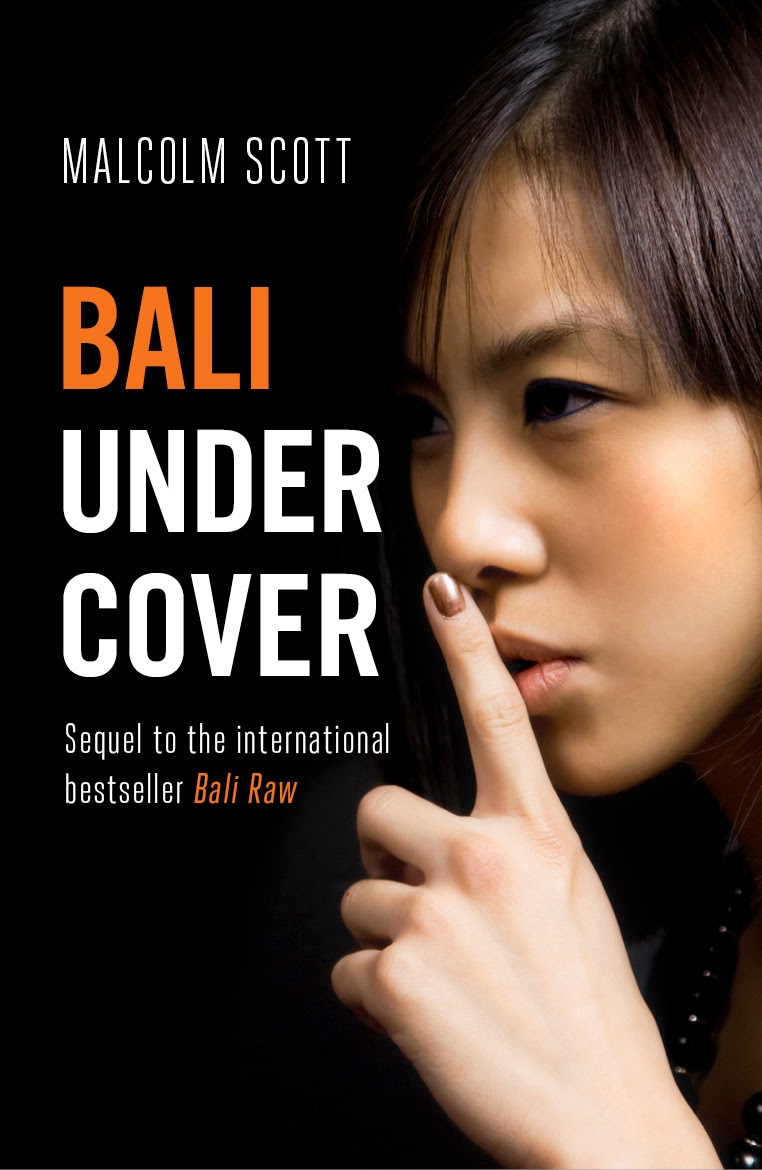 MALCOLM SCOTT
BALI
UNDER
COVER
Sequel to the international
bestseller Bali Raw